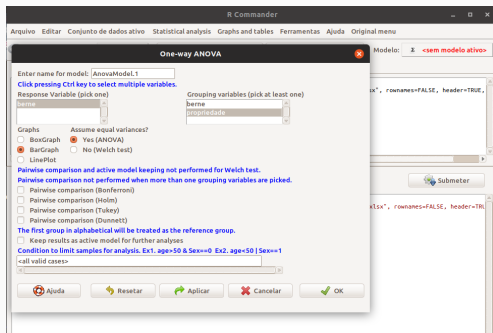 R Commander
Arquivo Editar Conjunto de dados ativo Statistical analysis Graphs and tables Ferramentas Ajuda Original menu
One-way ANOVA
Modelo: Σ <sem modelo ativo>
Enter name for model: AnovaModel.1
Click pressing Ctrl key to select multiple variables.
Response Variable (pick one) Grouping variables (pick at least one)
berne berne
propriedade
sx", rownames=FALSE, header=TRUE,
Graphs Assume equal variances?
BoxGraph Yes (ANOVA)
BarGraph No (Welch test)
LinePlot
Pairwise comparison and active model keeping not performed for Welch test.
Pairwise comparison not performed when more than one grouping variables are picked.
Submeter
Pairwise comparison (Bonferroni)
Pairwise comparison (Holm)
Pairwise comparison (Tukey)
Pairwise comparison (Dunnett)
xlsx", rownames=FALSE, header=TRU
The first group in alphabetical will be treated as the reference group.
Keep results as active model for further analyses
Condition to limit samples for analysis. Ex1. age>50 & Sex==0 Ex2. age<50 | Sex==1
<all valid cases>
Ajuda Resetar Aplicar Cancelar OK